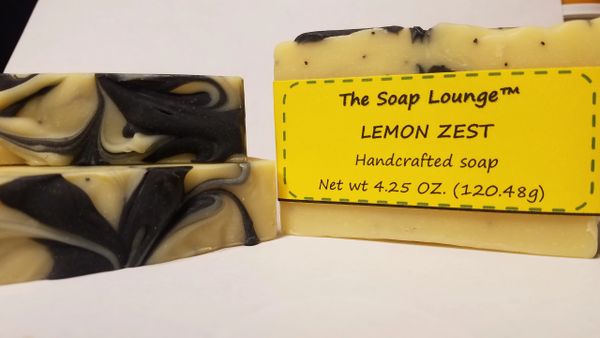 The Soap Lounge™
LEMON ZEST
Handcrafted soap
Net wt 4.25 OZ. (120.48g)